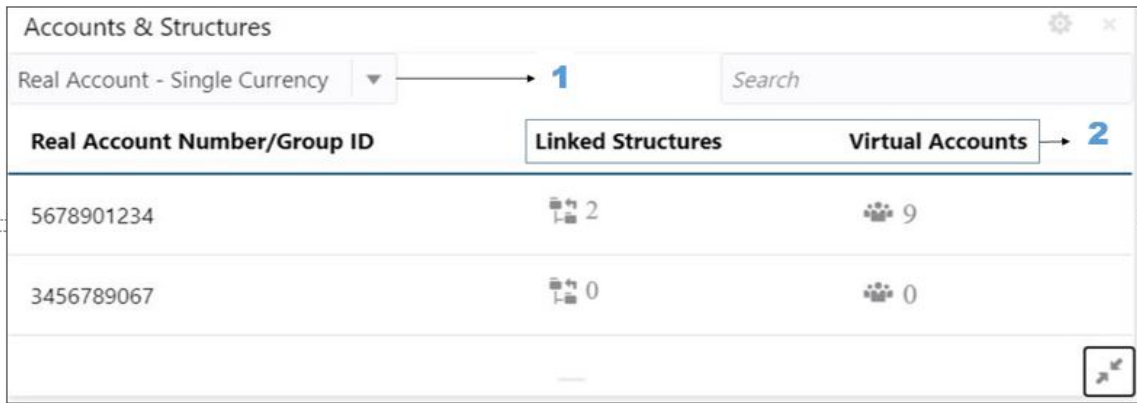 Accounts & Structures
Real Account - Single Currency 1 Search
Real Account Number/Group ID Linked Structures Virtual Accounts 2
5678901234 2 9
3456789067 0 0